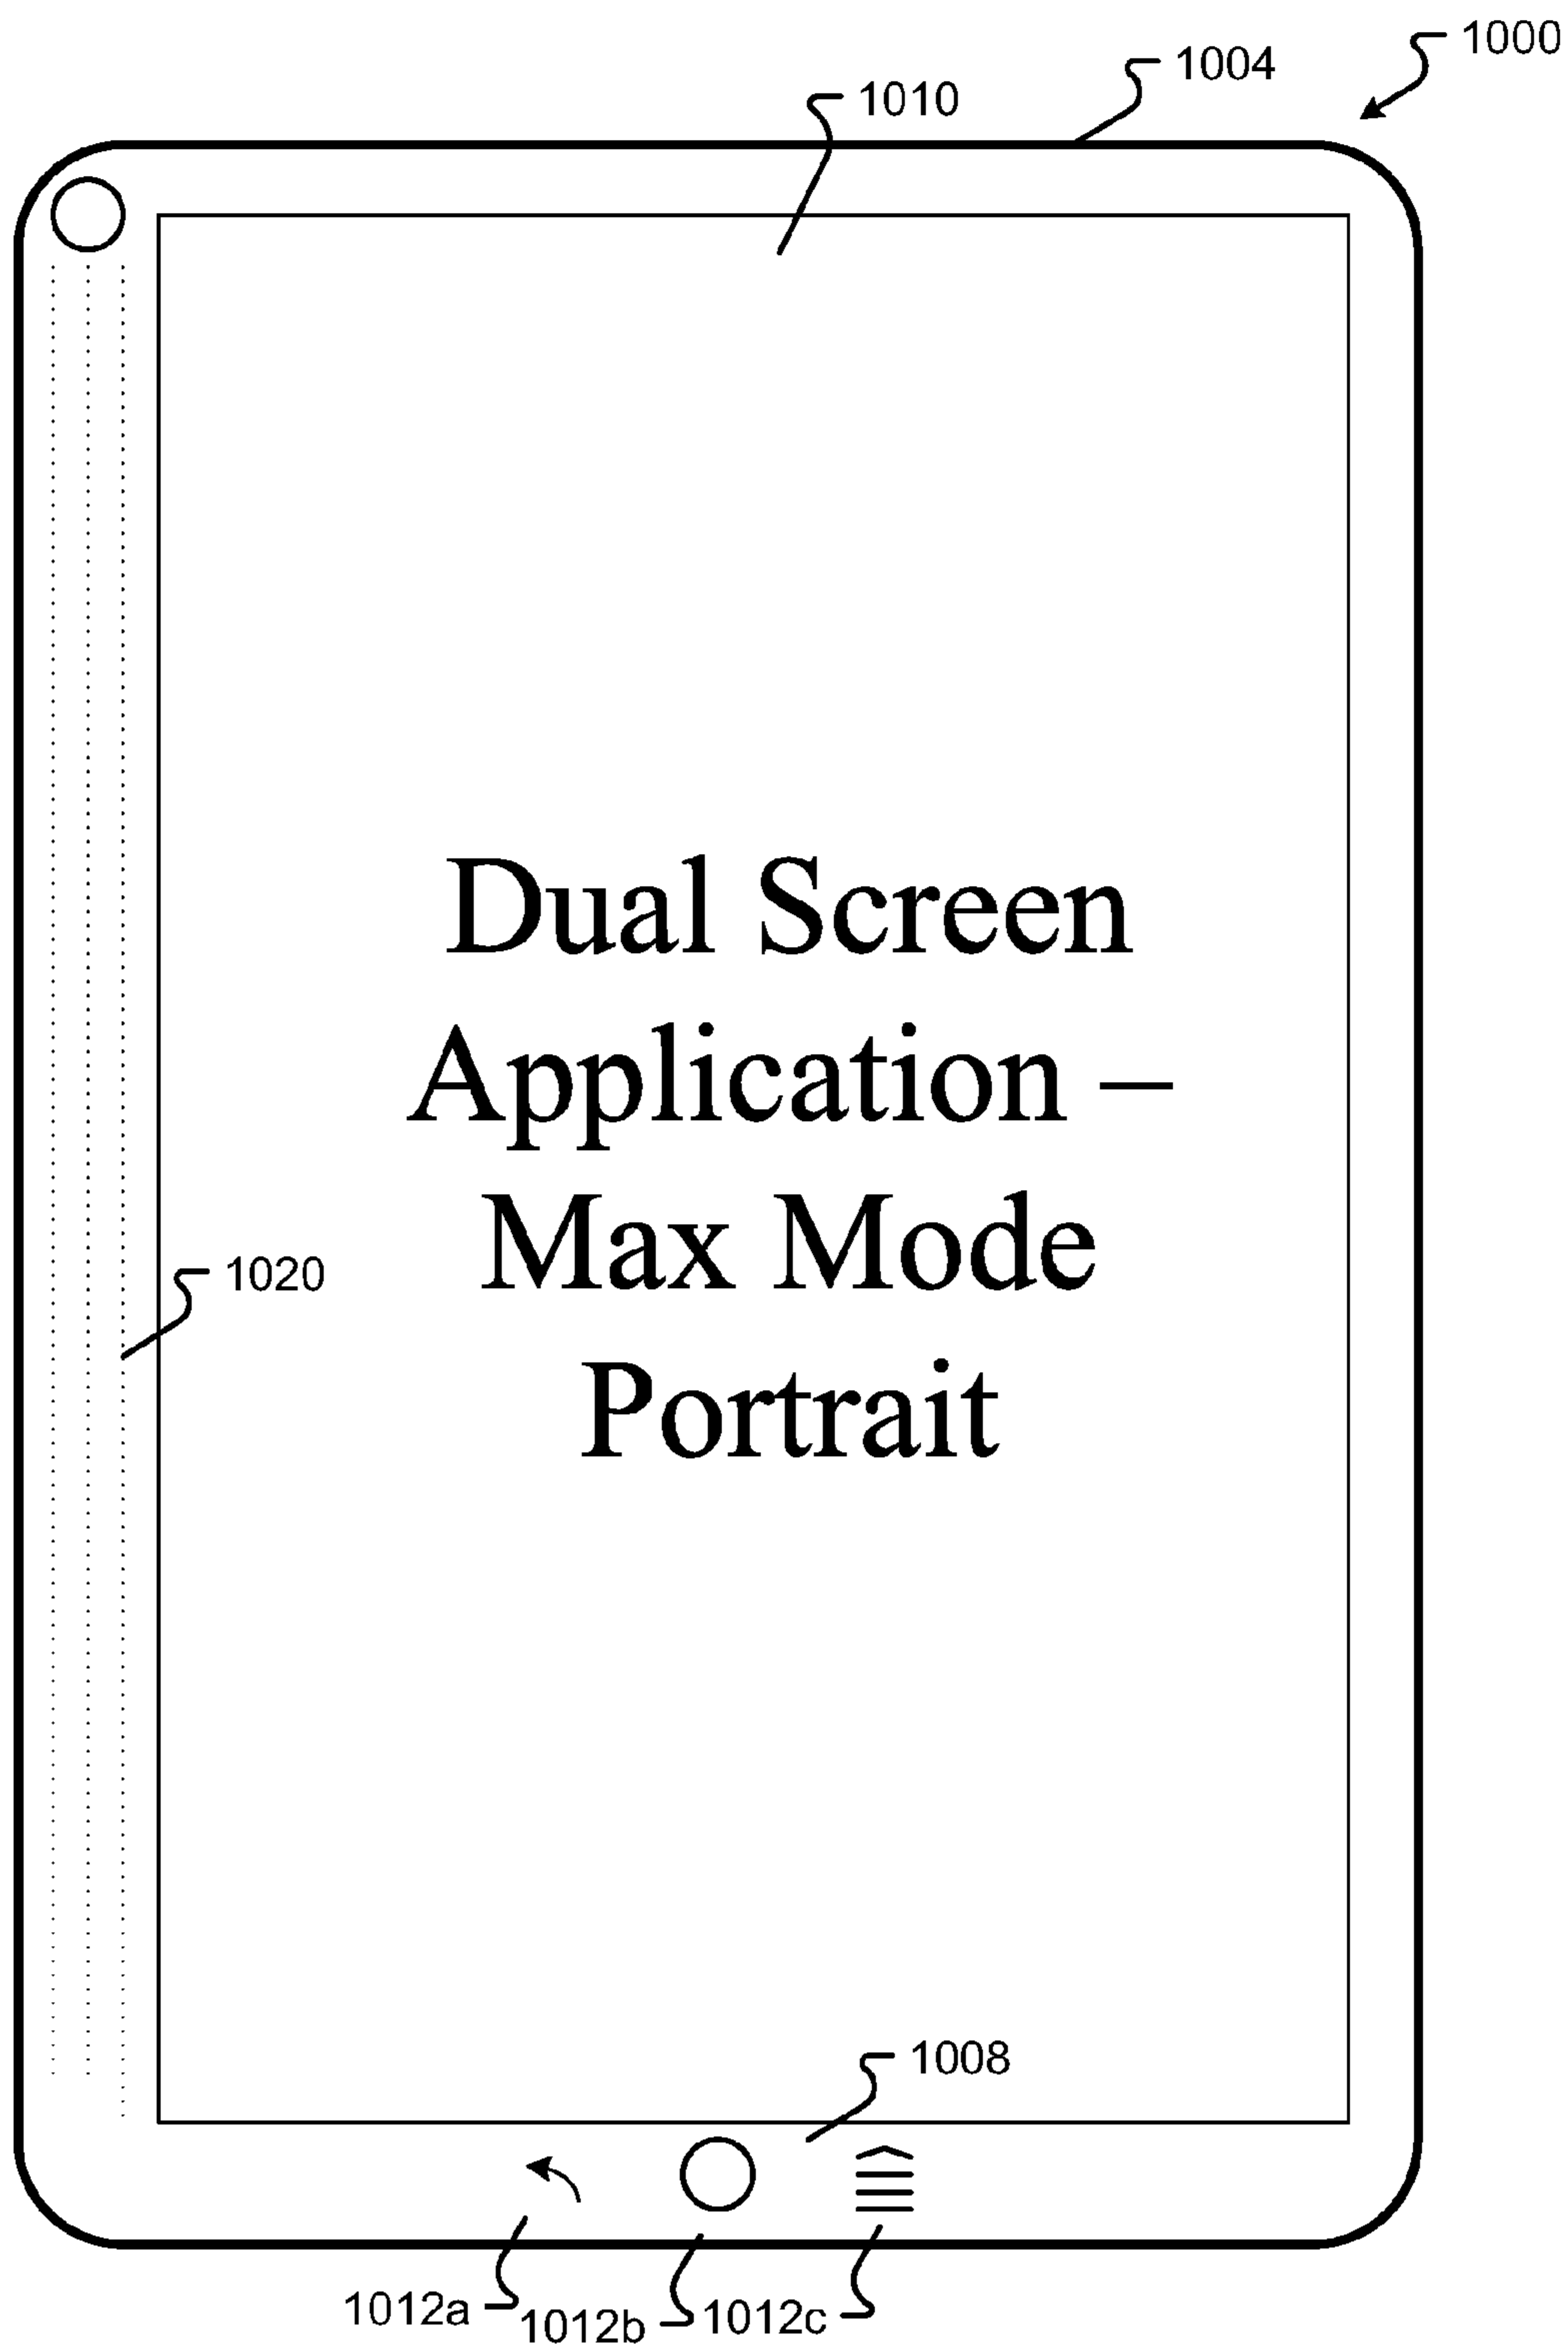 1000
1004
1010
Dual Screen
Application –
Max Mode
Portrait
1020
1008
1012a
1012b
1012c